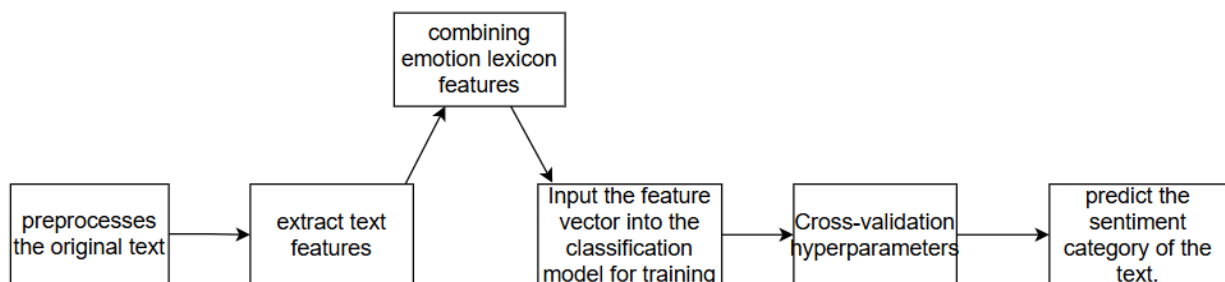 combining
emotion lexicon
features
preprocesses
the original text
extract text
features
Input the feature
vector into the
classification
model for training
Cross-validation
hyperparameters
predict the
sentiment
category of the
text.